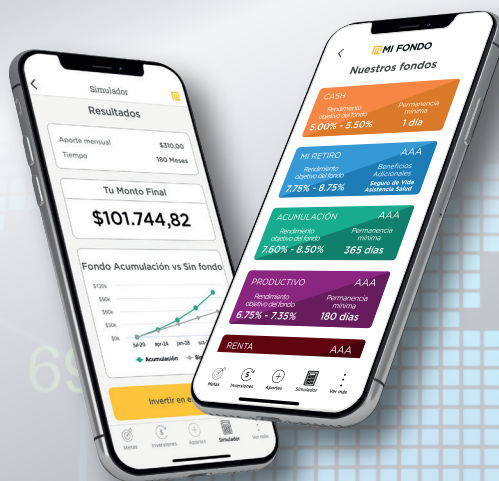 Simulador
Resultados
Aporte mensual $310,00
Tiempo 180 Meses
Tu Monto Final
$101.744,82
Fondo Acumulación vs Sin fondo
$120k
$90k
$60k
$30k
$0k
jul-20 apr-24 jan-28
Acumulación
Invertir en
Metas Inversiones Aportes Simulador Ver más
MI FONDO
Nuestros fondos
CASH
Rendimiento objetivo del fondo
5.00% - 5.50%
Permanencia mínima
1 día
MI RETIRO AAA
Rendimiento objetivo del fondo
7.75% - 8.75%
Beneficios Adicionales
Seguro de Vida
Asistencia Salud
ACUMULACIÓN AAA
Rendimiento objetivo del fondo
7.60% - 8.50%
Permanencia mínima
365 días
PRODUCTIVO AAA
Rendimiento objetivo del fondo
6.75% - 7.35%
Permanencia mínima
180 días
RENTA AAA
Metas Inversiones Aportes Simulador Ver más